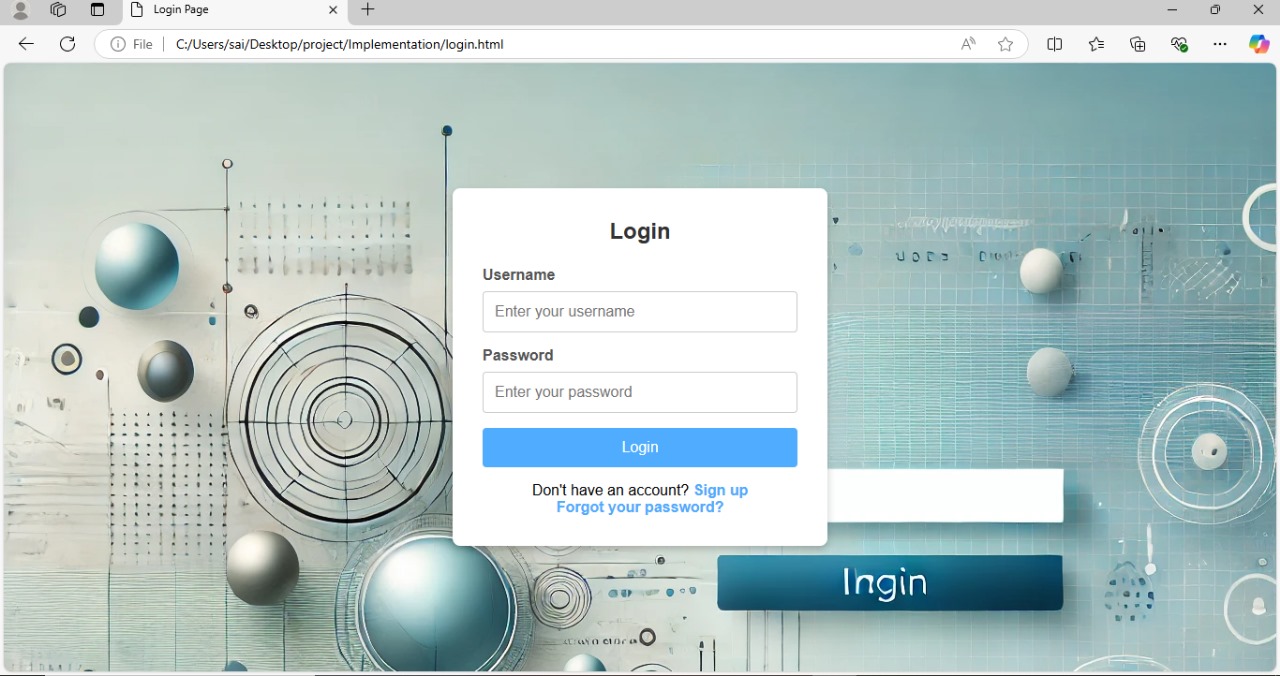 Login Page
File
C:/Users/sai/Desktop/project/Implementation/login.html
Login
Username
Enter your username
Password
Enter your password
Login
Don't have an account? Sign up
Forgot your password?
Ingin